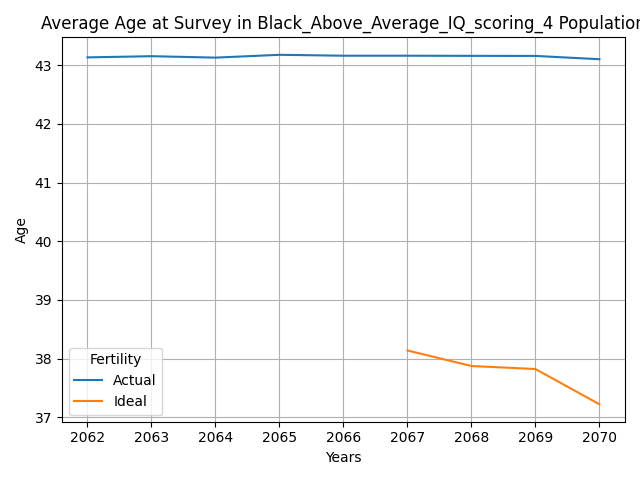 Average Age at Survey in Black_Above_Average_IQ_scoring_4 Population
43
42
41
40
39
38
37
Age
Fertility
Actual
Ideal
2062 2063 2064 2065 2066 2067 2068 2069 2070
Years